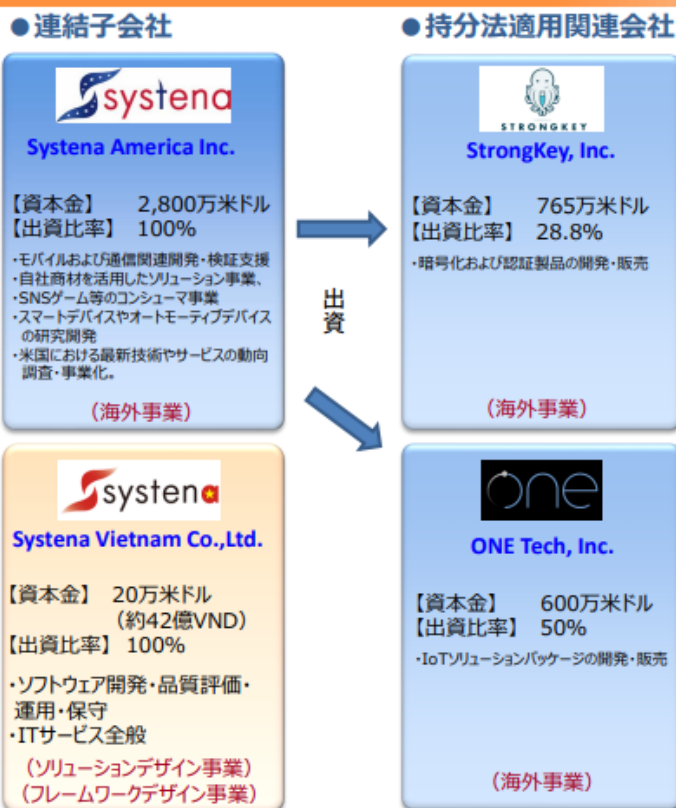 ●連結子会社
systena
Systena America Inc.
【資本金】 2,800万米ドル
【出資比率】 100%
・モバイルおよび通信関連開発・検証支援
・自社商材を活用したソリューション事業、
・SNSゲーム等のコンシューマ事業
・スマートデバイスやオートモーティブデバイス
の研究開発
・米国における最新技術やサービスの動向
調査・事業化。
（海外事業）
systena
Systena Vietnam Co.,Ltd.
【資本金】 20万米ドル
（約42億VND）
【出資比率】 100%
・ソフトウェア開発・品質評価・
運用・保守
・ITサービス全般
（ソリューションデザイン事業）
（フレームワークデザイン事業）
出
資
●持分法適用関連会社
STRONGKEY
StrongKey, Inc.
【資本金】 765万米ドル
【出資比率】 28.8%
・暗号化および認証製品の開発・販売
（海外事業）
one
ONE Tech, Inc.
【資本金】 600万米ドル
【出資比率】 50%
・IoTソリューションパッケージの開発・販売
（海外事業）